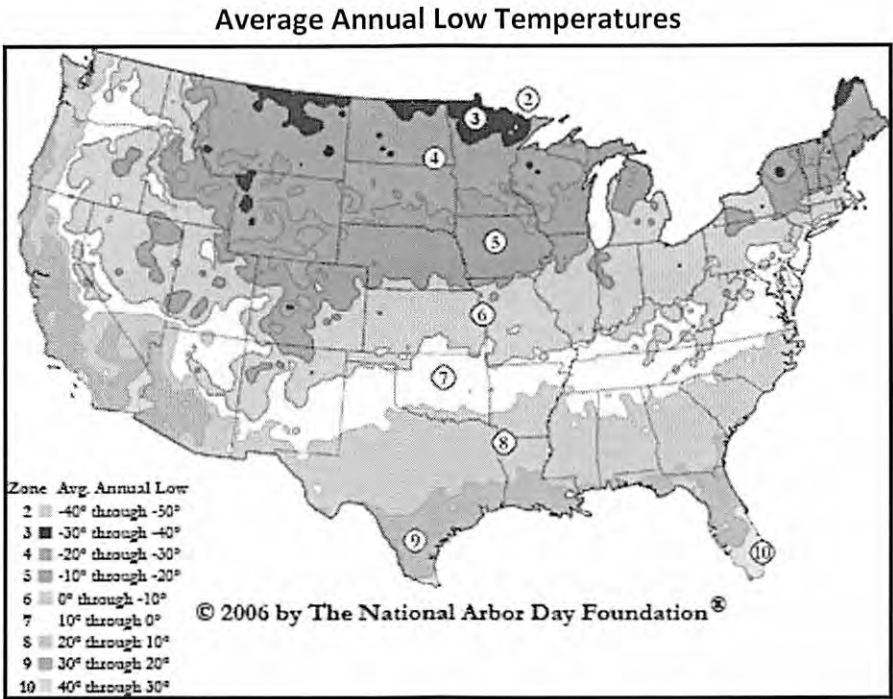 Average Annual Low Temperatures
2
3
4
5
6
7
8
9
10
Zone Avg. Annual Low
2 -40° through -50°
3 -30° through -40°
4 -20° through -30°
5 -10° through -20°
6 0° through -10°
7 10° through 0°
8 20° through 10°
9 30° through 20°
10 40° through 30°
© 2006 by The National Arbor Day Foundation®